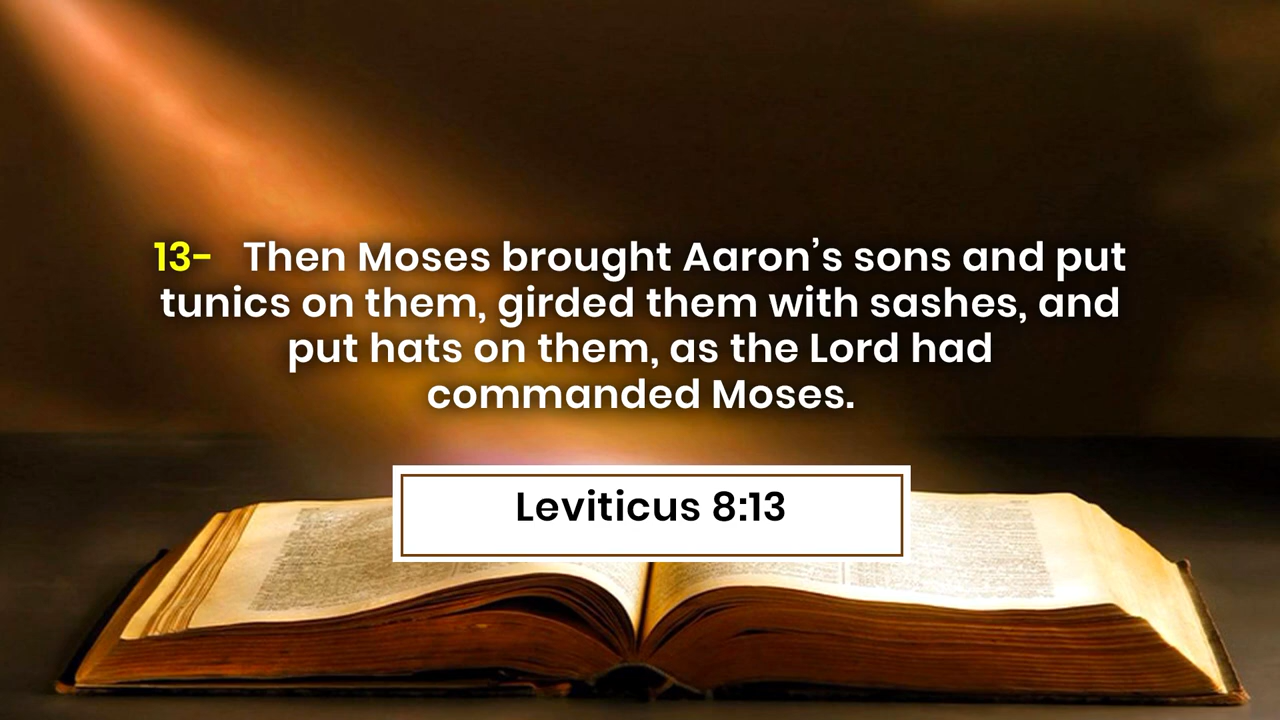 13- Then Moses brought Aaron’s sons and put
tunics on them, girded them with sashes, and
put hats on them, as the Lord had
commanded Moses.
Leviticus 8:13